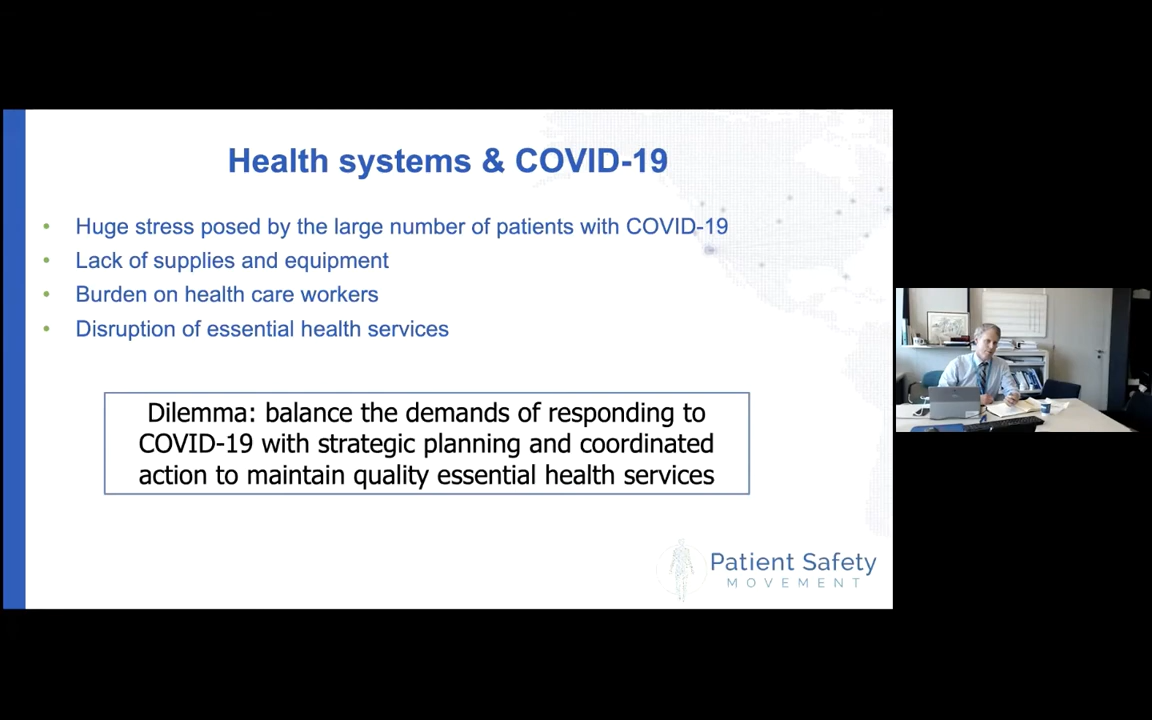 Health systems & COVID-19
• Huge stress posed by the large number of patients with COVID-19
• Lack of supplies and equipment
• Burden on health care workers
• Disruption of essential health services
Dilemma: balance the demands of responding to
COVID-19 with strategic planning and coordinated
action to maintain quality essential health services
Patient Safety
MOVEMENT